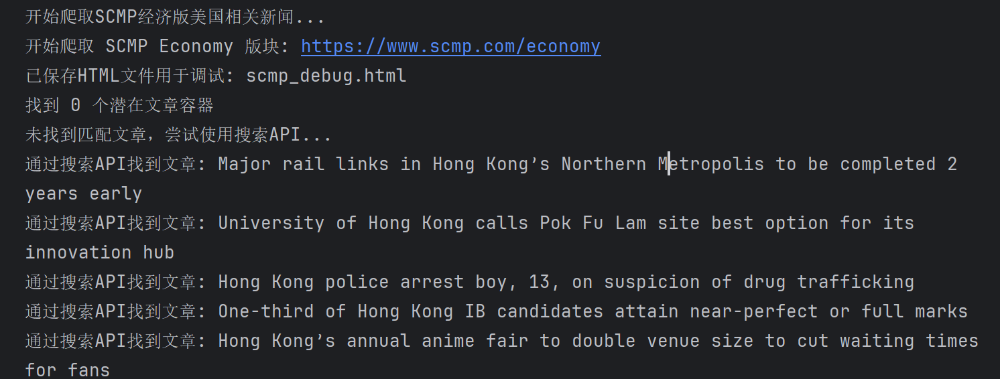 开始爬取SCMP经济版美国相关新闻...
开始爬取 SCMP Economy 版块: https://www.scmp.com/economy
已保存HTML文件用于调试: scmp_debug.html
找到 0 个潜在文章容器
未找到匹配文章，尝试使用搜索API...
通过搜索API找到文章: Major rail links in Hong Kong’s Northern Metropolis to be completed 2
years early
通过搜索API找到文章: University of Hong Kong calls Pok Fu Lam site best option for its
innovation hub
通过搜索API找到文章: Hong Kong police arrest boy, 13, on suspicion of drug trafficking
通过搜索API找到文章: One-third of Hong Kong IB candidates attain near-perfect or full marks
通过搜索API找到文章: Hong Kong’s annual anime fair to double venue size to cut waiting times
for fans